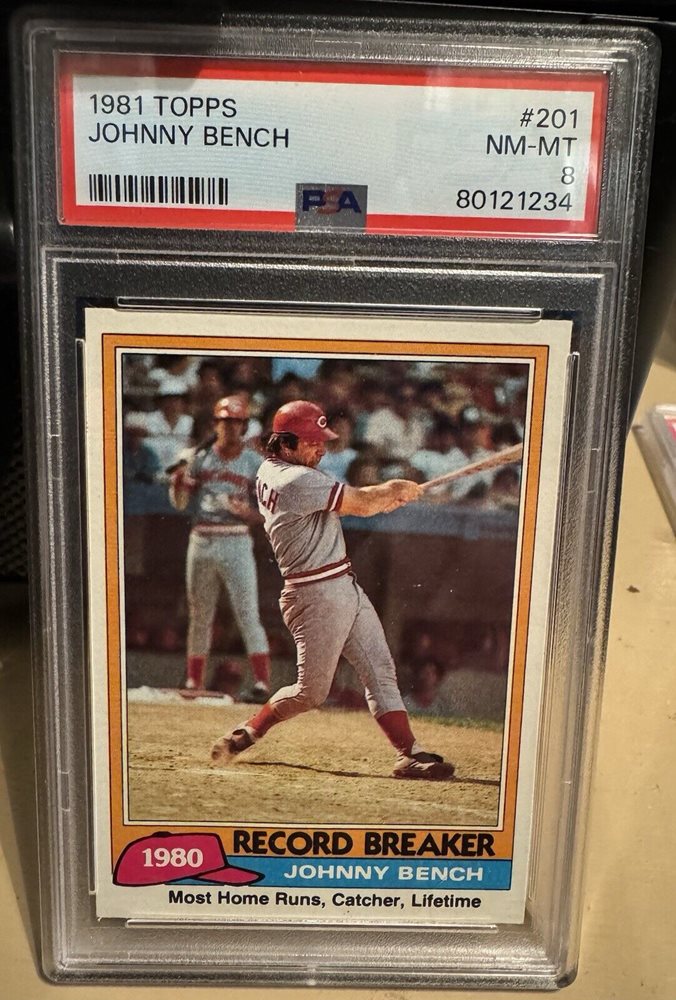 1981 TOPPS #201
JOHNNY BENCH NM-MT
8
PSA 80121234
C
CH
1980
RECORD BREAKER
JOHNNY BENCH
Most Home Runs, Catcher, Lifetime